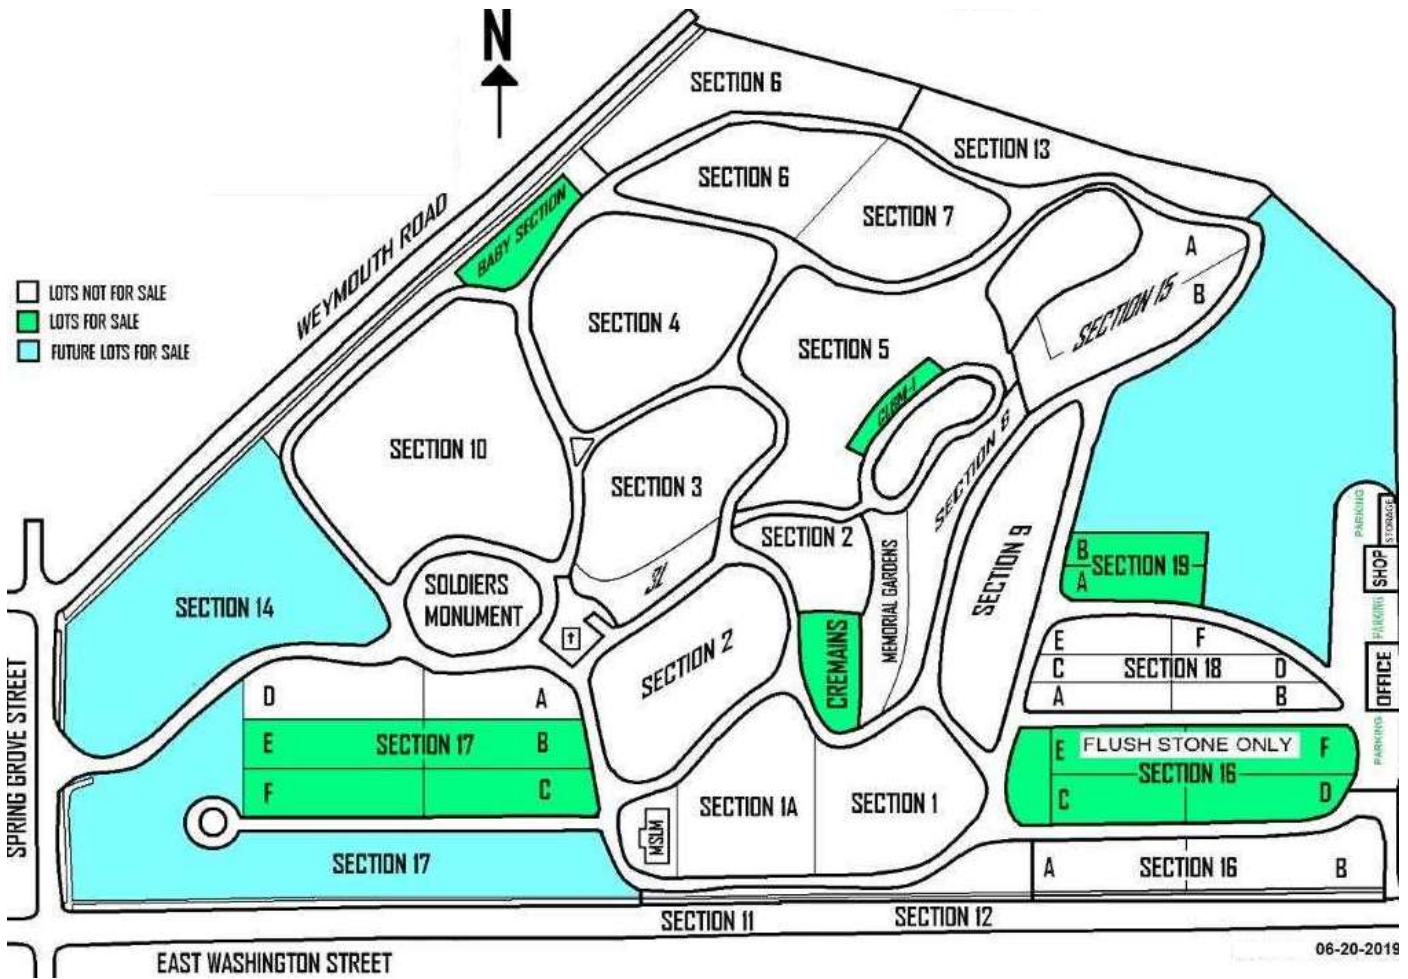 N
SECTION 6
SECTION 13
SECTION 6
SECTION 7
BABY SECTION
WEYMOUTH ROAD
A
B
SECTION 15
LOTS NOT FOR SALE
LOTS FOR SALE
FUTURE LOTS FOR SALE
SECTION 4
SECTION 5
SECTION 10
SECTION 3
SECTION 6
SECTION 2
SECTION 9
PARKING
STORAGE
SHOP
B
SECTION 19
A
SOLDIERS
MONUMENT
SECTION 14
MEMORIAL GARDENS
CREMAINS
SECTION 2
PARKING
OFFICE
E
F
C
SECTION 18
D
A
B
SPRING GROVE STREET
D
A
E
SECTION 17
B
F
C
E
FLUSH STONE ONLY
F
SECTION 16
C
D
PARKING
SECTION 1A
SECTION 1
MSLM
SECTION 17
A
SECTION 16
B
SECTION 11
SECTION 12
EAST WASHINGTON STREET
06-20-2019